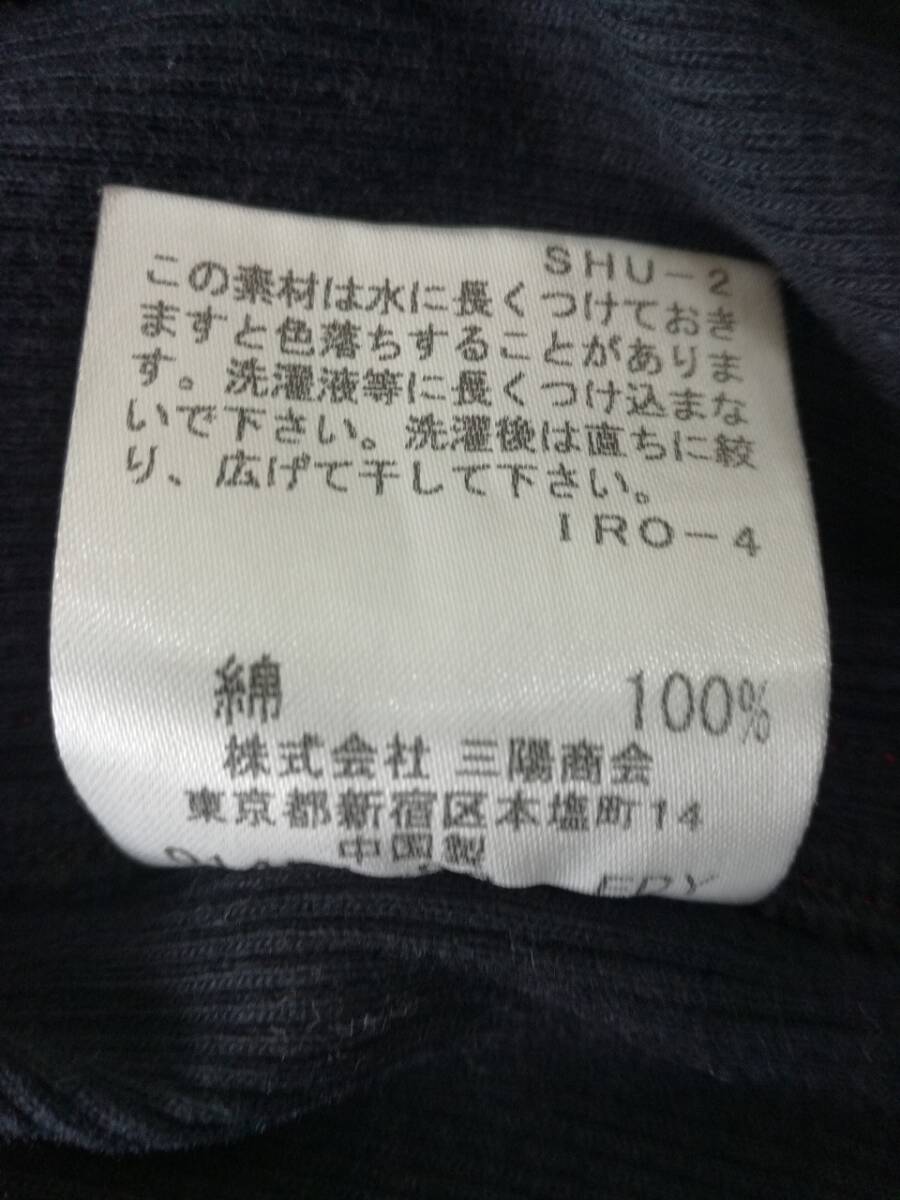 SHU-2
この素材は水に長くつけておき
ますと色落ちすることがありま
す。洗濯液等に長くつけ込まな
いで下さい。洗濯後は直ちに絞
り、広げて干して下さい。
IRO-4
綿 100%
株式会社 三陽商会
東京都新宿区本塩町14
中国製